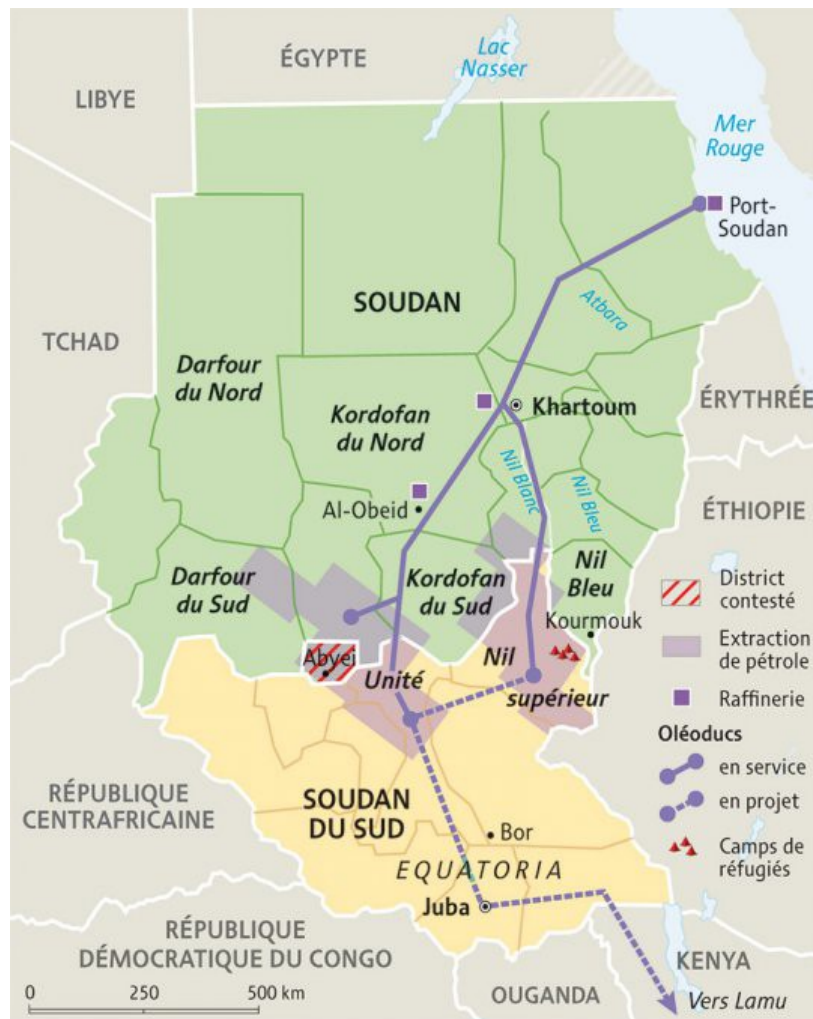 ÉGYPTE
Lac
Nasser
LIBYE
Mer
Rouge
Port-
Soudan
SOUDAN
Atbara
TCHAD
Darfour
du Nord
Kordofan
du Nord
Khartoum
ÉRYTHRÉE
Nil Blanc
Nil Bleu
Al-Obeid
ÉTHIOPIE
Darfour
du Sud
Kordofan
du Sud
Nil
Bleu
Kourmouk
Abyei
Unité
Nil
supérieur
District
contesté
Extraction
de pétrole
Raffinerie
Oléoducs
en service
en projet
Camps de
réfugiés
RÉPUBLIQUE
CENTRAFRICAINE
SOUDAN
DU SUD
Bor
EQUATORIA
Juba
RÉPUBLIQUE
DÉMOCRATIQUE DU CONGO
OUGANDA
KENYA
Vers Lamu
0 250 500 km